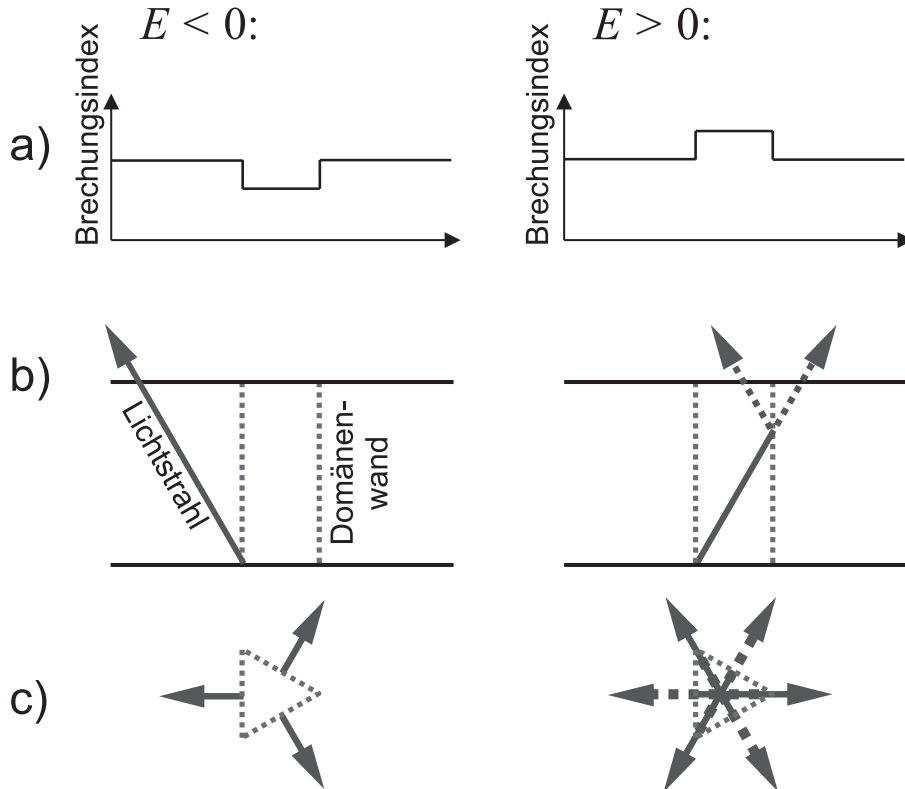 E < 0:
E > 0:
a)
Brechungsindex
Brechungsindex
b)
Lichtstrahl
Domänen-
wand
c)